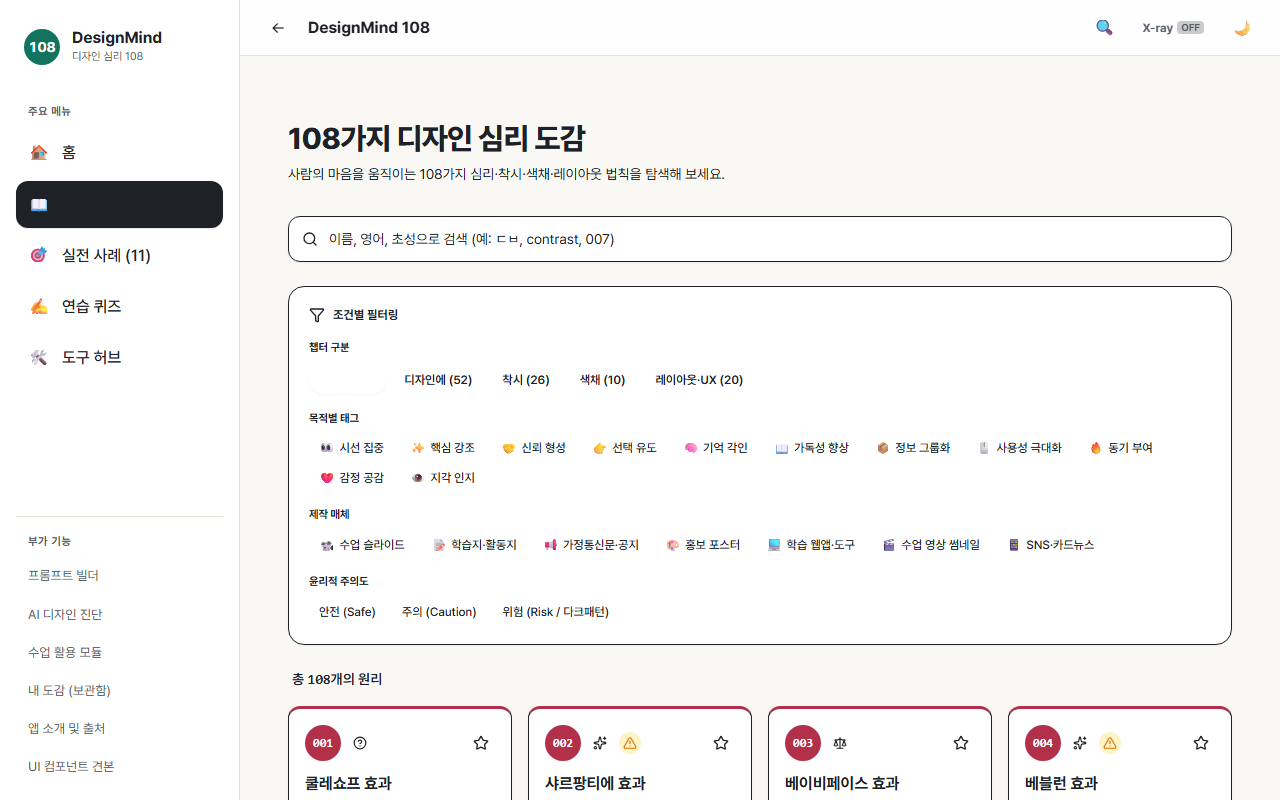 108
DesignMind
디자인 심리 108
주요 메뉴
홈
실전 사례 (11)
연습 퀴즈
도구 허브
부가 기능
프롬프트 빌더
AI 디자인 진단
수업 활용 모듈
내 도감 (보관함)
앱 소개 및 출처
UI 컴포넌트 견본
DesignMind 108
X-ray OFF
108가지 디자인 심리 도감
사람의 마음을 움직이는 108가지 심리·착시·색채·레이아웃 법칙을 탐색해 보세요.
이름, 영어, 초성으로 검색 (예: ㄷㅂ, contrast, 007)
조건별 필터링
챕터 구분
디자인에 (52) 착시 (26) 색채 (10) 레이아웃·UX (20)
목적별 태그
시선 집중 핵심 강조 신뢰 형성 선택 유도 기억 각인 가독성 향상 정보 그룹화 사용성 극대화 동기 부여
감정 공감 지각 인지
제작 매체
수업 슬라이드 학습지·활동지 가정통신문·공지 홍보 포스터 학습 웹앱·도구 수업 영상 썸네일 SNS·카드뉴스
윤리적 주의도
안전 (Safe) 주의 (Caution) 위험 (Risk / 다크패턴)
총 108개의 원리
001 002 003 004
쿨레쇼프 효과 샤르팡티에 효과 베이비페이스 효과 베블런 효과